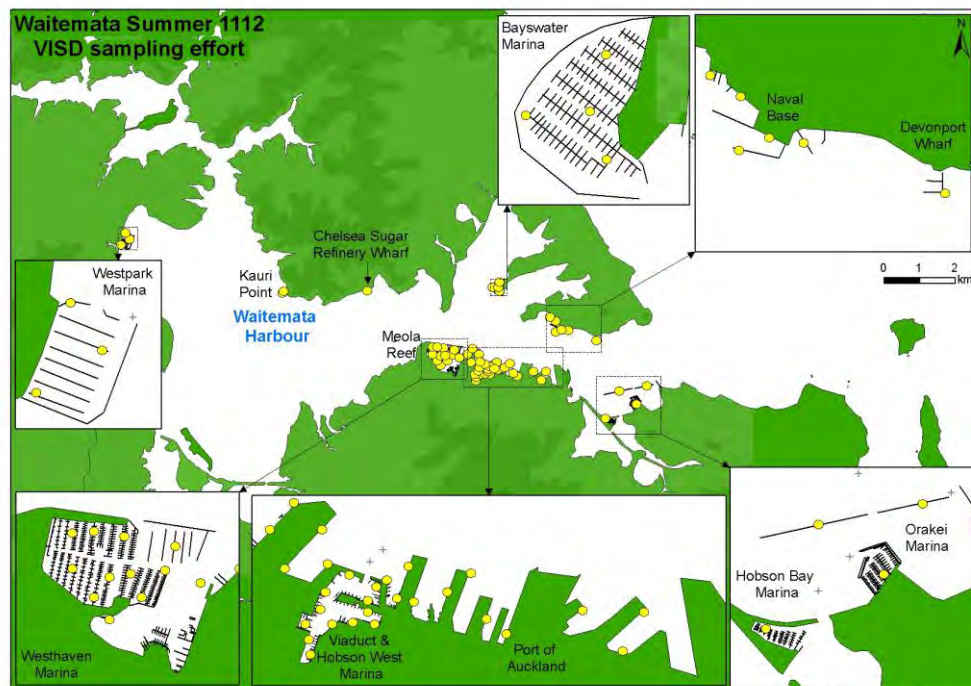 Waitemata Summer 1112
VISD sampling effort
Bayswater
Marina
N
Naval
Base
Devonport
Wharf
Chelsea Sugar
Refinery Wharf
Kauri
Point
Waitemata
Harbour
0 1 2
km
Westpark
Marina
Meola
Reef
Orakei
Marina
Hobson Bay
Marina
Westhaven
Marina
Viaduct &
Hobson West
Marina
Port of
Auckland